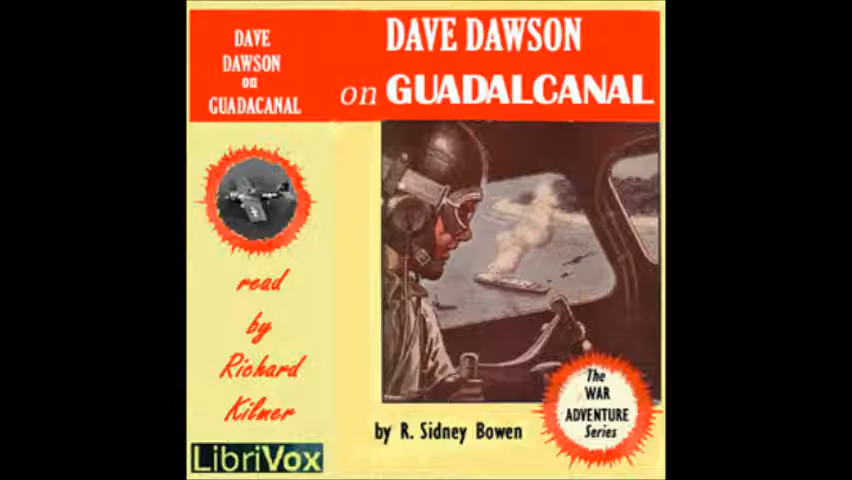 DAVE
DAWSON
on
GUADACANAL
read
by
Richard
Kilmer
LibriVox
DAVE DAWSON
on GUADALCANAL
by R. Sidney Bowen
The
WAR
ADVENTURE
Series